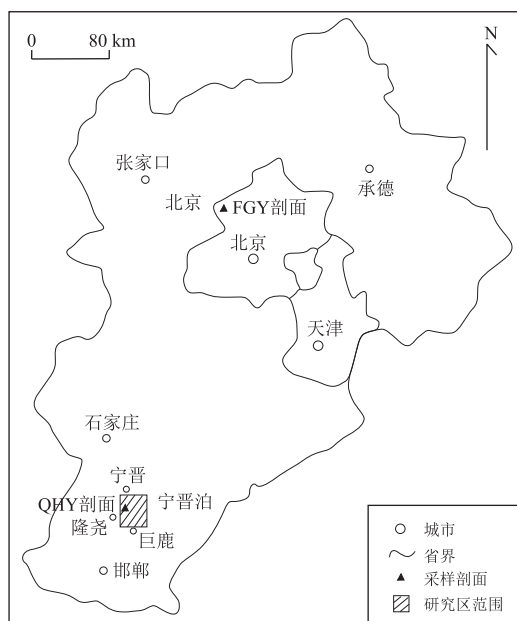 0 80 km
N
张家口
承德
北京
FGY剖面
北京
天津
石家庄
宁晋
QHY剖面
宁晋泊
隆尧
巨鹿
邯郸
城市
省界
采样剖面
研究区范围